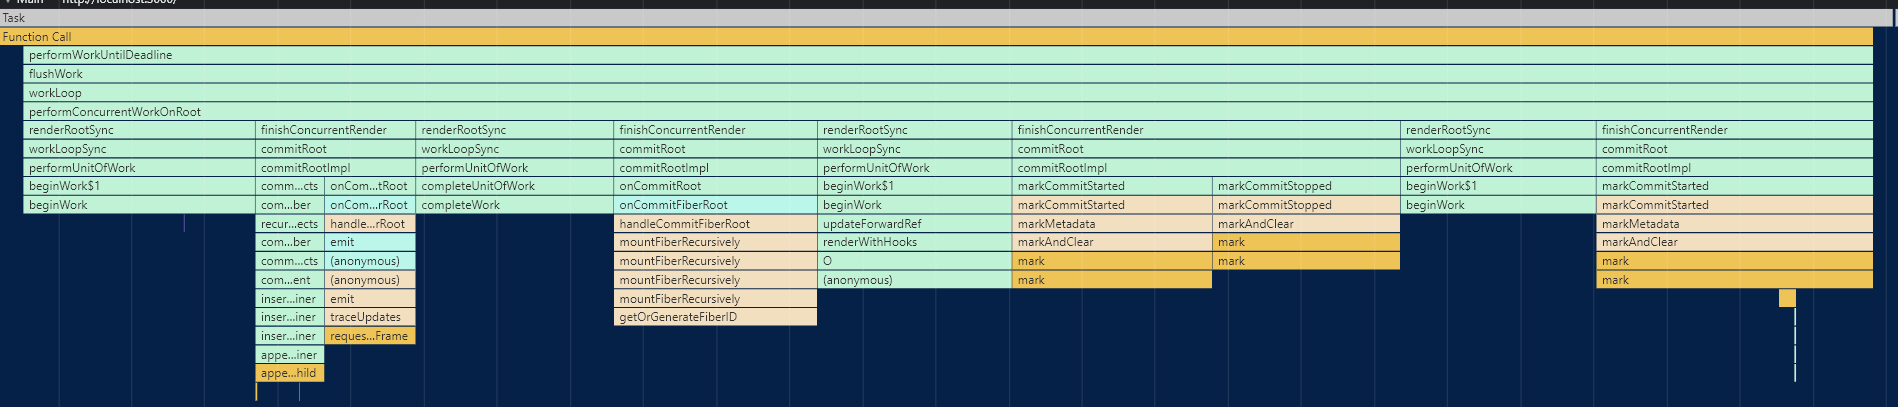 Main http://localhost:3000/
Task
Function Call
performWorkUntilDeadline
flushWork
workLoop
performConcurrentWorkOnRoot
renderRootSync finishConcurrentRender renderRootSync finishConcurrentRender renderRootSync finishConcurrentRender renderRootSync finishConcurrentRender
workLoopSync commitRoot workLoopSync commitRoot workLoopSync commitRoot workLoopSync commitRoot
performUnitOfWork commitRootImpl performUnitOfWork commitRootImpl performUnitOfWork commitRootImpl performUnitOfWork commitRootImpl
beginWork$1 comm...cts onCom...tRoot completeUnitOfWork onCommitRoot beginWork$1 markCommitStarted markCommitStopped beginWork$1 markCommitStarted
beginWork com...ber onCom...rRoot completeWork onCommitFiberRoot beginWork markCommitStarted markCommitStopped beginWork markCommitStarted
recur...ects handle...rRoot handleCommitFiberRoot updateForwardRef markMetadata markAndClear markMetadata
com...ber emit mountFiberRecursively renderWithHooks markAndClear mark markAndClear
comm...cts (anonymous) mountFiberRecursively O mark mark mark
com...ent (anonymous) mountFiberRecursively (anonymous) mark mark
inser...iner emit mountFiberRecursively
inser...iner traceUpdates getOrGenerateFiberID
inser...iner reques...Frame
appe...iner
appe...hild